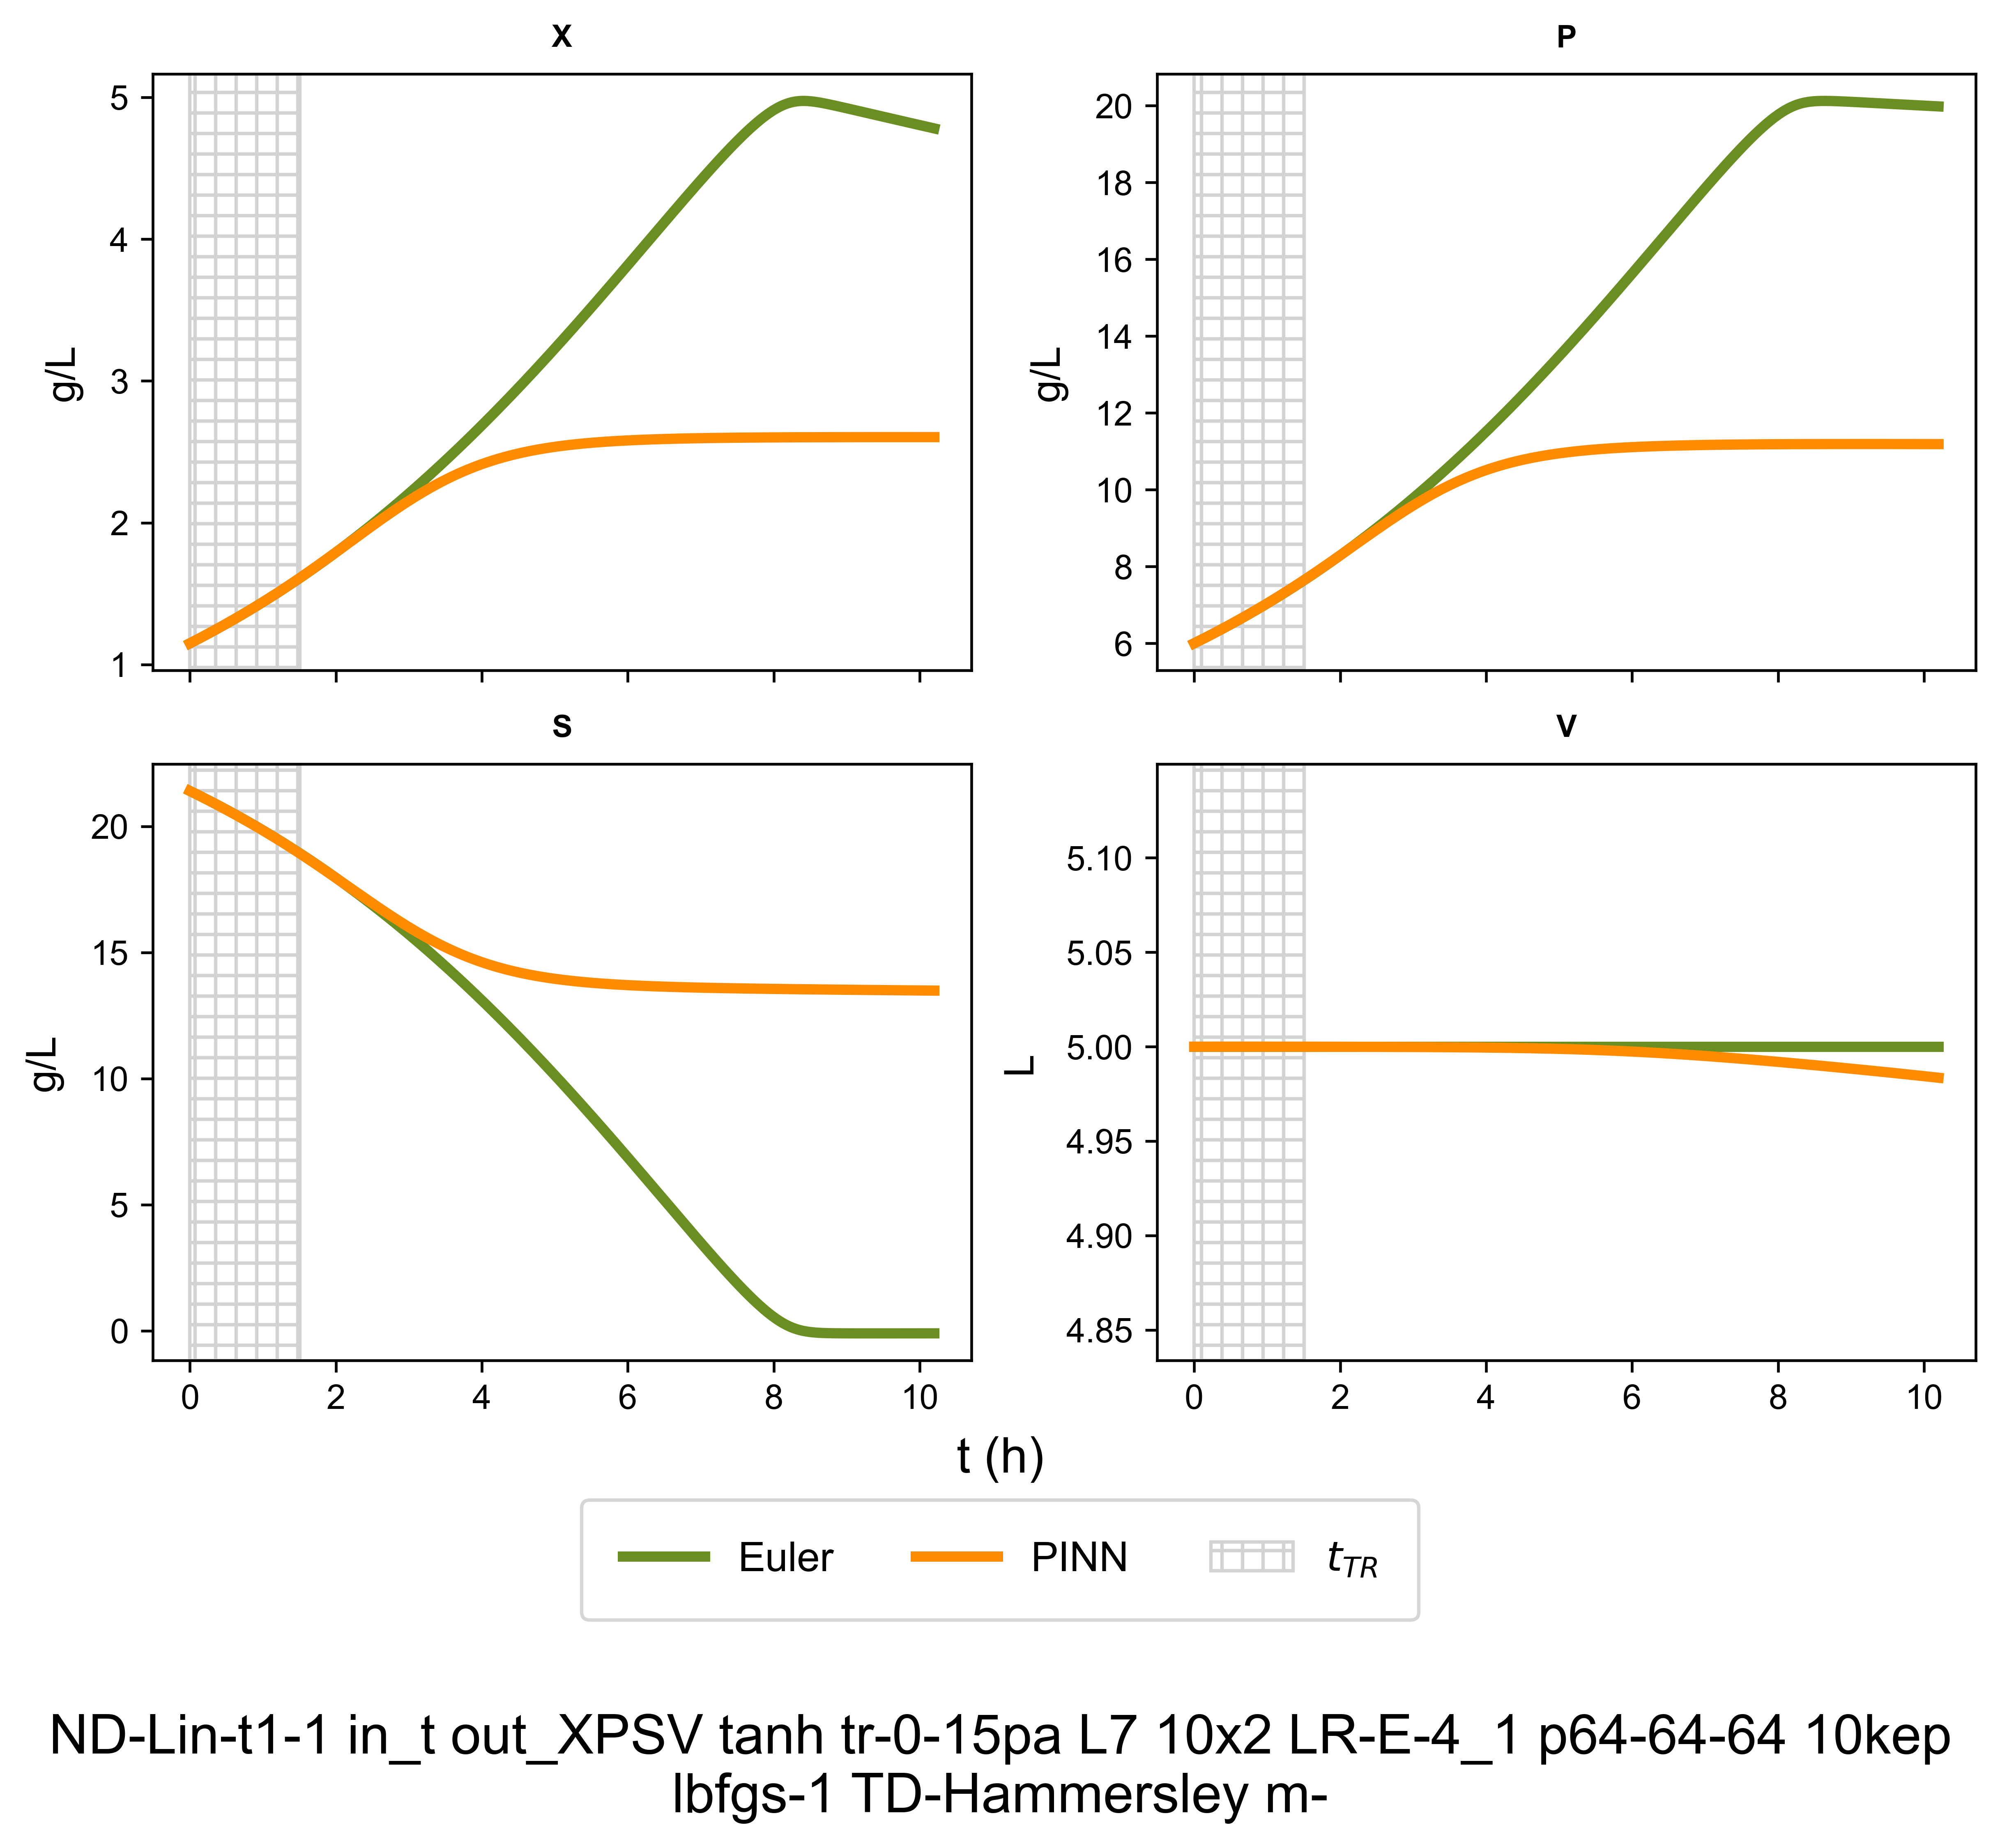 X
5
4
3
2
1
g/L
P
20
18
16
14
12
10
8
6
g/L
S
20
15
10
5
0
g/L
0 2 4 6 8 10
V
5.10
5.05
5.00
4.95
4.90
4.85
L
0 2 4 6 8 10
t (h)
Euler PINN t_TR
ND-Lin-t1-1 in_t out_XPSV tanh tr-0-15pa L7 10x2 LR-E-4_1 p64-64-64 10kep
lbfgs-1 TD-Hammersley m-